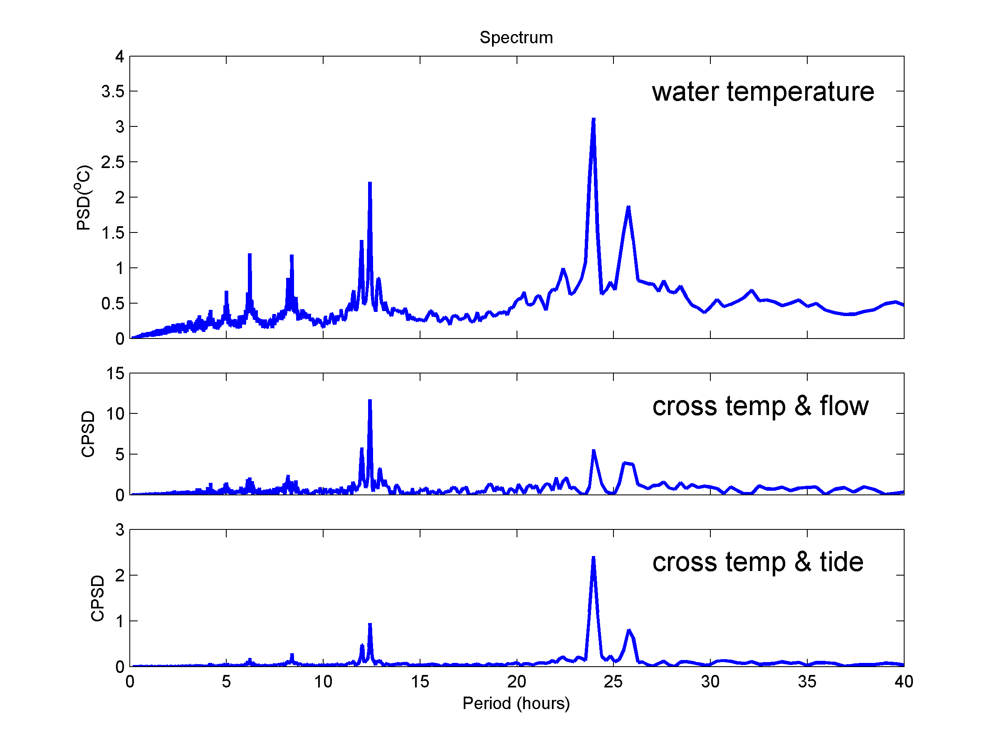 Spectrum
4
3.5
3
2.5
2
1.5
1
0.5
0
PSD(°C)
water temperature
15
10
5
0
CPSD
cross temp & flow
3
2
1
0
CPSD
cross temp & tide
0 5 10 15 20 25 30 35 40
Period (hours)